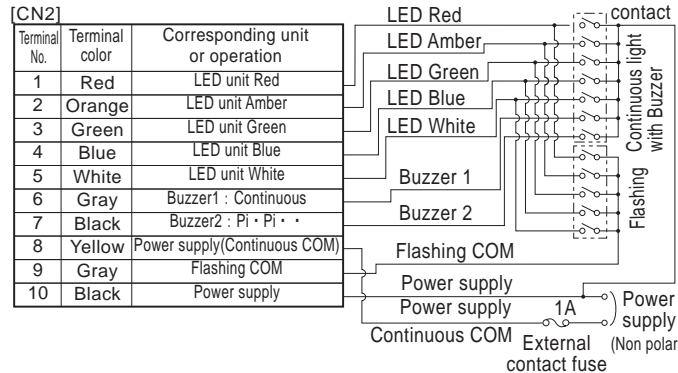 [CN2]
Terminal No. Terminal color Corresponding unit or operation
1 Red LED unit Red
2 Orange LED unit Amber
3 Green LED unit Green
4 Blue LED unit Blue
5 White LED unit White
6 Gray Buzzer1 : Continuous
7 Black Buzzer2 : Pi・Pi・・
8 Yellow Power supply(Continuous COM)
9 Gray Flashing COM
10 Black Power supply
LED Red
LED Amber
LED Green
LED Blue
LED White
Buzzer 1
Buzzer 2
Flashing COM
Power supply
Power supply
Continuous COM
1A
External
contact fuse
contact
Continuous light
with Buzzer
Flashing
Power
supply
(Non polar